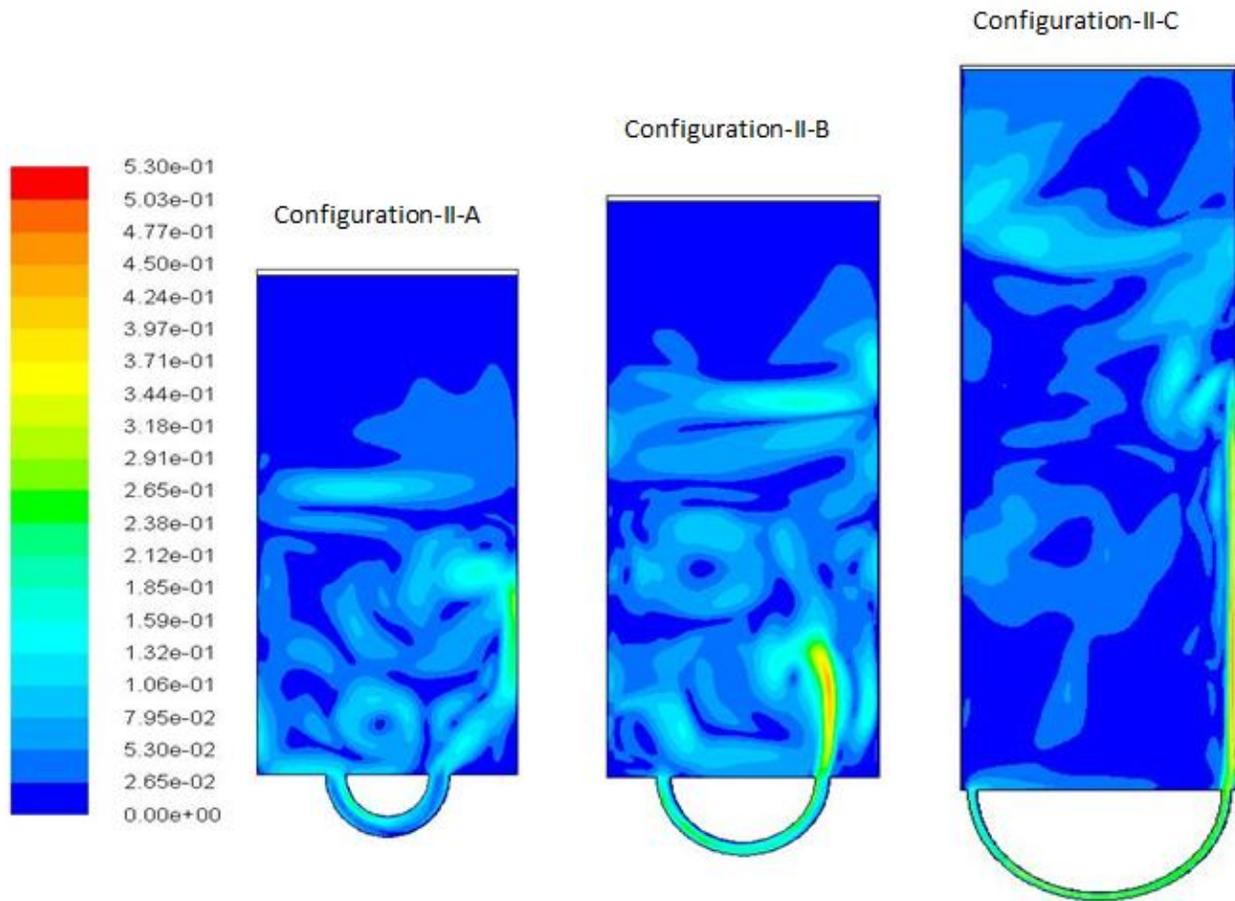 Configuration-II-C
Configuration-II-B
Configuration-II-A
5.30e-01
5.03e-01
4.77e-01
4.50e-01
4.24e-01
3.97e-01
3.71e-01
3.44e-01
3.18e-01
2.91e-01
2.65e-01
2.38e-01
2.12e-01
1.85e-01
1.59e-01
1.32e-01
1.06e-01
7.95e-02
5.30e-02
2.65e-02
0.00e+00